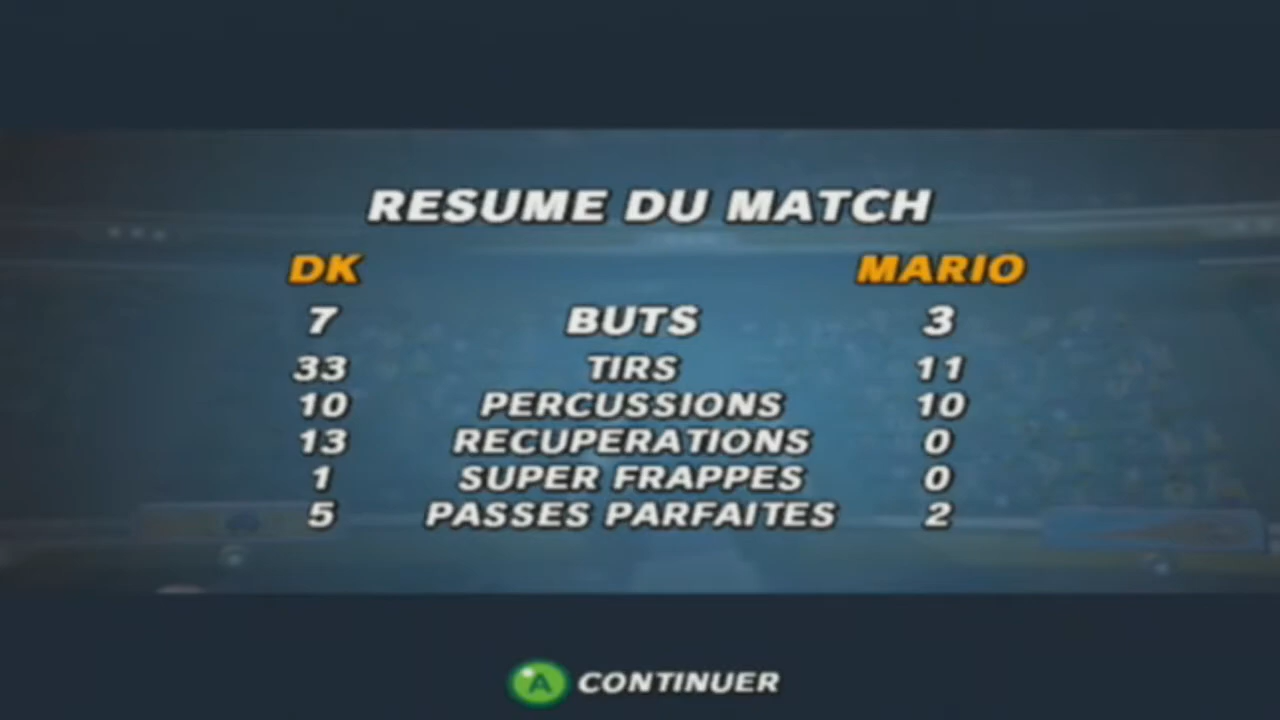 RESUME DU MATCH
DK MARIO
7 BUTS 3
33 TIRS 11
10 PERCUSSIONS 10
13 RECUPERATIONS 0
1 SUPER FRAPPES 0
5 PASSES PARFAITES 2
A CONTINUER